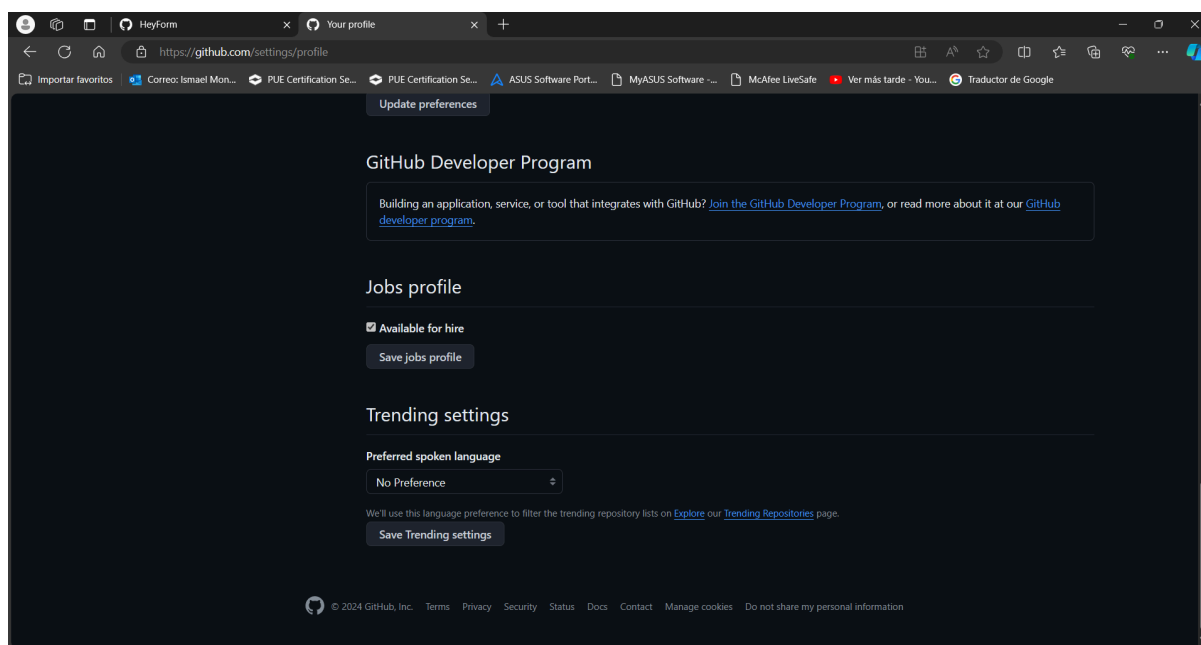 HeyForm
Your profile
https://github.com/settings/profile
Importar favoritos
Correo: Ismael Mon...
PUE Certification Se...
PUE Certification Se...
ASUS Software Port...
MyASUS Software -...
McAfee LiveSafe
Ver más tarde - You...
Traductor de Google
Update preferences
GitHub Developer Program
Building an application, service, or tool that integrates with GitHub? Join the GitHub Developer Program, or read more about it at our GitHub
developer program.
Jobs profile
Available for hire
Save jobs profile
Trending settings
Preferred spoken language
No Preference
We'll use this language preference to filter the trending repository lists on Explore our Trending Repositories page.
Save Trending settings
© 2024 GitHub, Inc. Terms Privacy Security Status Docs Contact Manage cookies Do not share my personal information